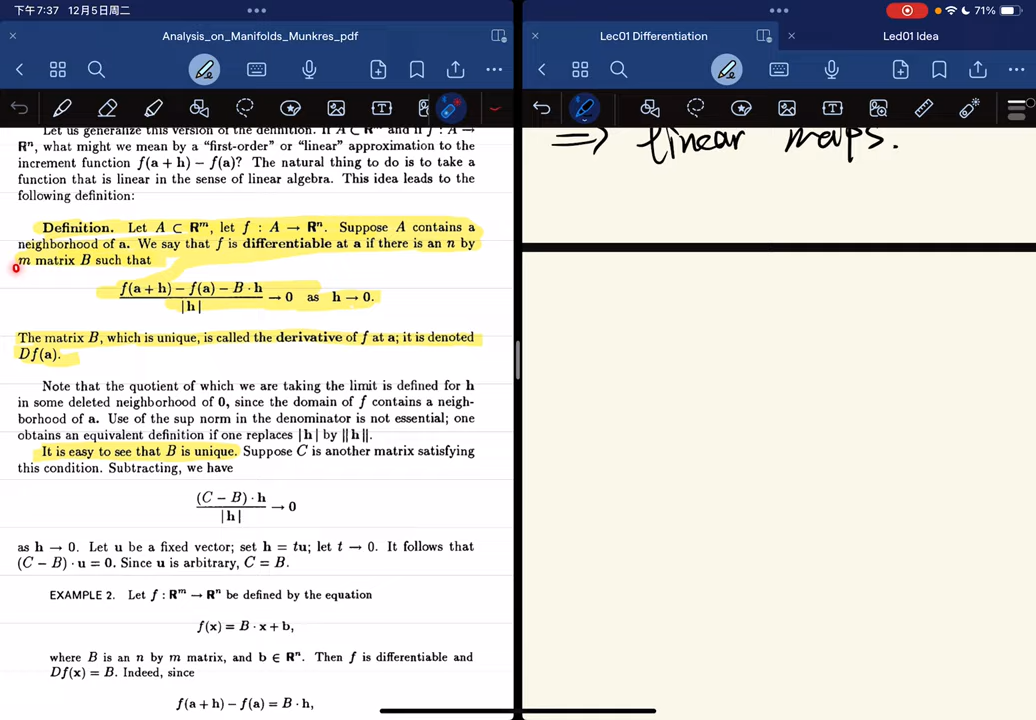 下午7:37 12月5日周二
71%
Analysis_on_Manifolds_Munkres_pdf
Lec01 Differentiation
Led01 Idea
Let us generalize this version of the definition. If A ⊂ Rᵐ and if f : A →
Rⁿ, what might we mean by a “first-order” or “linear” approximation to the
increment function f(a + h) − f(a)? The natural thing to do is to take a
function that is linear in the sense of linear algebra. This idea leads to the
following definition:
Definition. Let A ⊂ Rᵐ, let f : A → Rⁿ. Suppose A contains a
neighborhood of a. We say that f is differentiable at a if there is an n by
m matrix B such that
f(a + h) − f(a) − B · h
|h|
→ 0 as h → 0.
The matrix B, which is unique, is called the derivative of f at a; it is denoted
Df(a).
Note that the quotient of which we are taking the limit is defined for h
in some deleted neighborhood of 0, since the domain of f contains a neigh-
borhood of a. Use of the sup norm in the denominator is not essential; one
obtains an equivalent definition if one replaces |h| by ‖h‖.
It is easy to see that B is unique. Suppose C is another matrix satisfying
this condition. Subtracting, we have
(C − B) · h
|h|
→ 0
as h → 0. Let u be a fixed vector; set h = tu; let t → 0. It follows that
(C − B) · u = 0. Since u is arbitrary, C = B.
EXAMPLE 2. Let f : Rᵐ → Rⁿ be defined by the equation
f(x) = B · x + b,
where B is an n by m matrix, and b ∈ Rⁿ. Then f is differentiable and
Df(x) = B. Indeed, since
f(a + h) − f(a) = B · h,
⟹ linear maps.